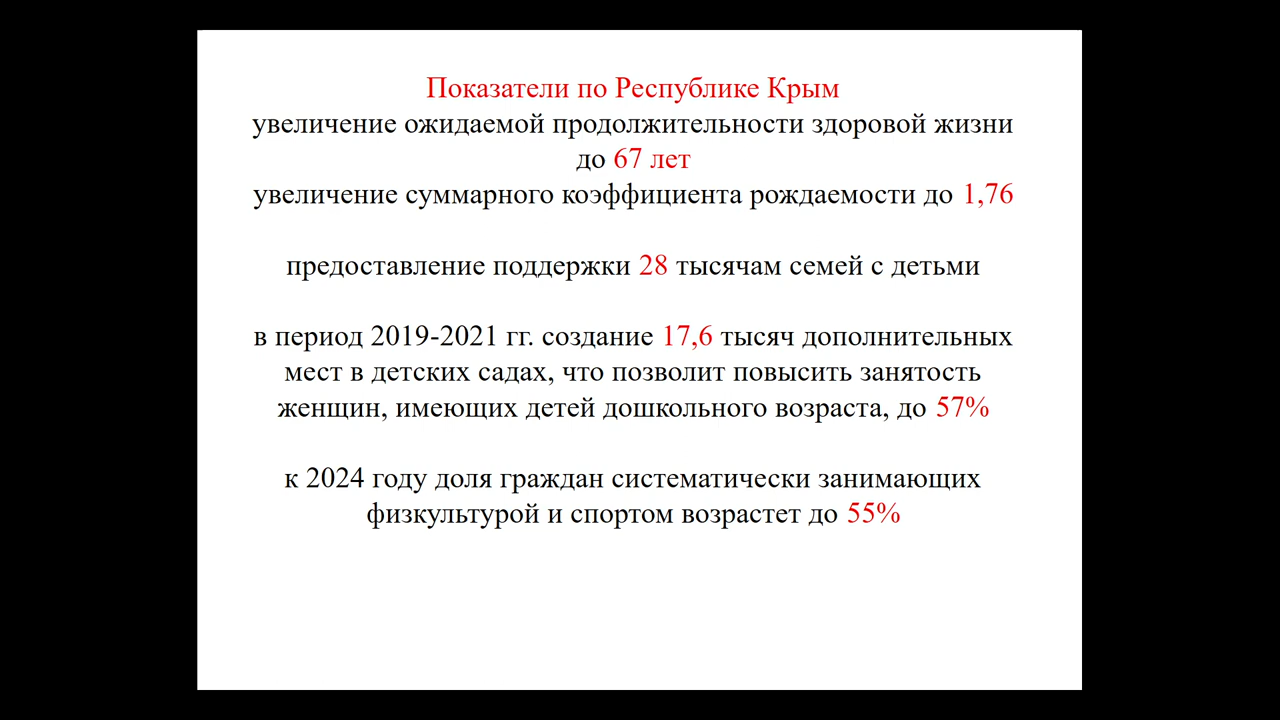 Показатели по Республике Крым
увеличение ожидаемой продолжительности здоровой жизни
до 67 лет
увеличение суммарного коэффициента рождаемости до 1,76
предоставление поддержки 28 тысячам семей с детьми
в период 2019-2021 гг. создание 17,6 тысяч дополнительных
мест в детских садах, что позволит повысить занятость
женщин, имеющих детей дошкольного возраста, до 57%
к 2024 году доля граждан систематически занимающих
физкультурой и спортом возрастет до 55%